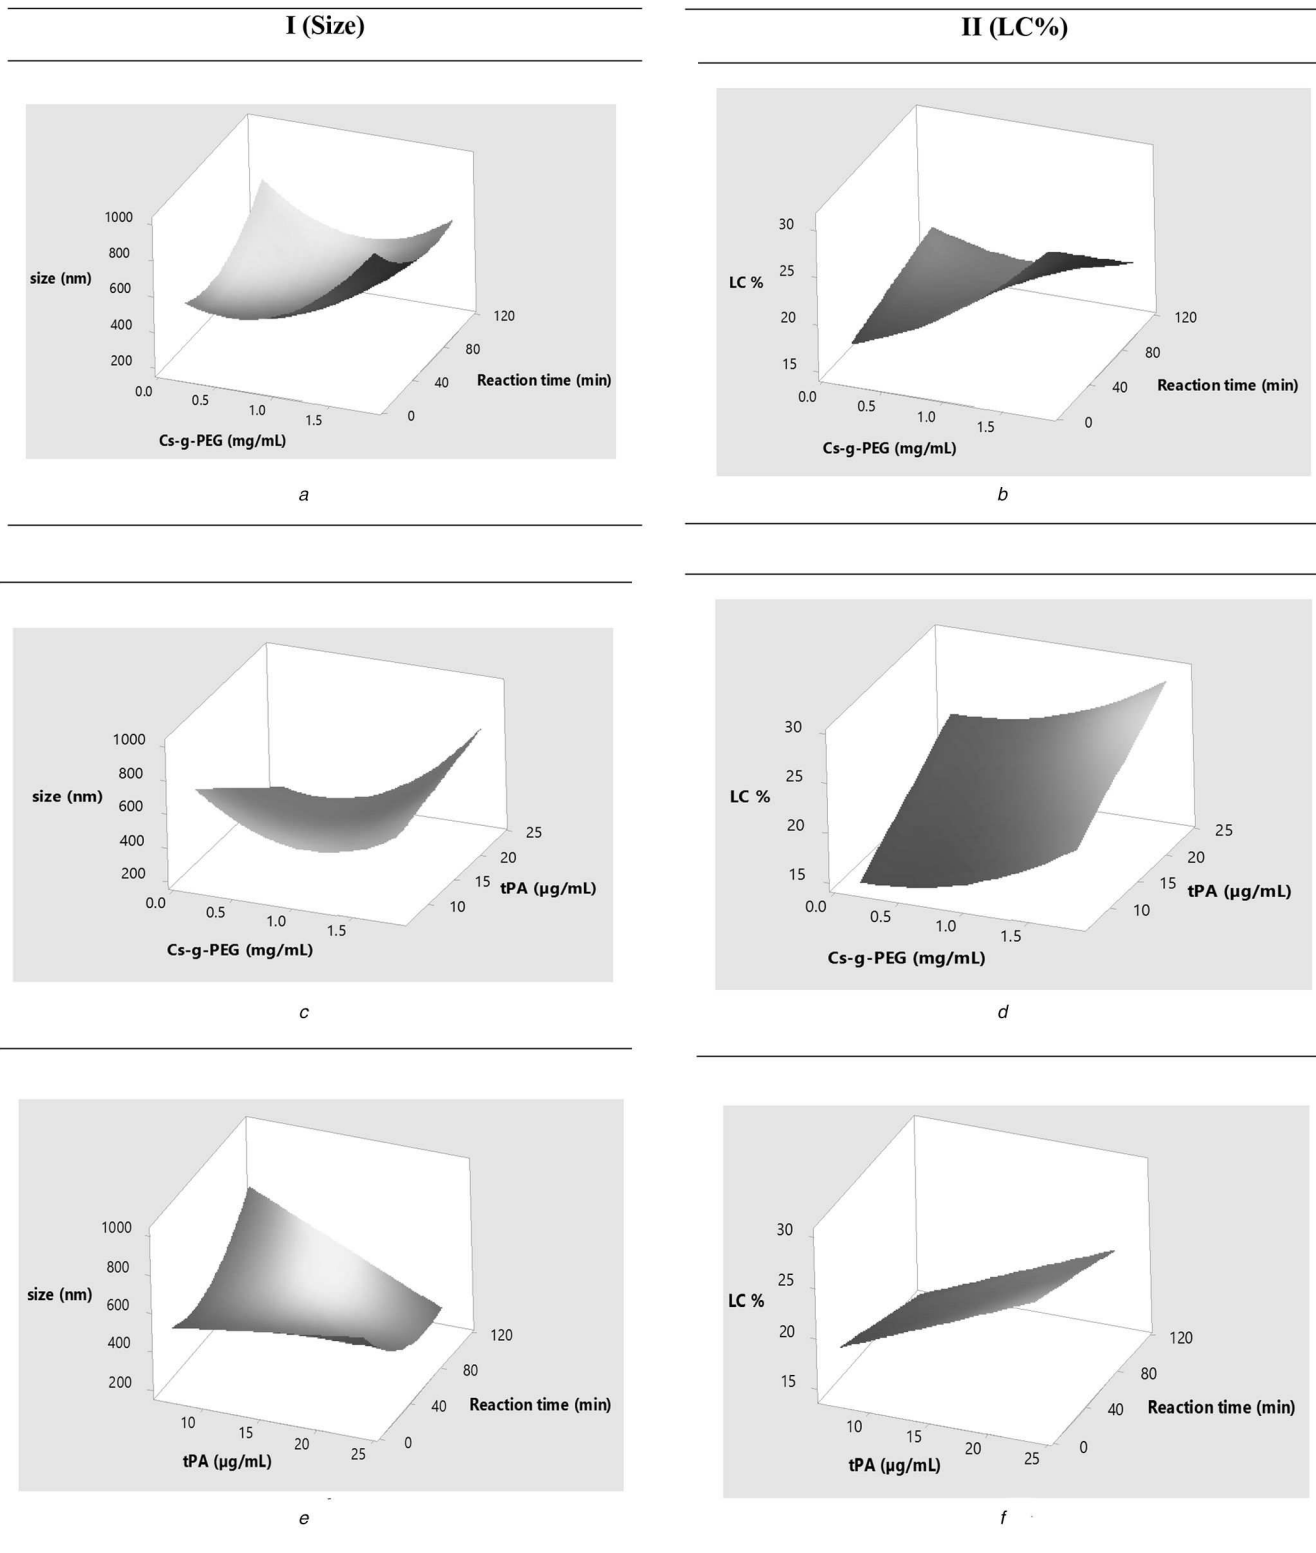 I (Size)
II (LC%)
1000
800
size (nm)
600
400
200
0.0
0.5
1.0
1.5
Cs-g-PEG (mg/mL)
120
80
Reaction time (min)
40
0
a
30
LC %
25
20
15
0.0
0.5
1.0
1.5
Cs-g-PEG (mg/mL)
120
80
Reaction time (min)
40
0
b
1000
800
size (nm)
600
400
200
0.0
0.5
1.0
1.5
Cs-g-PEG (mg/mL)
25
20
15
tPA (µg/mL)
10
c
30
25
LC %
20
15
0.0
0.5
1.0
1.5
Cs-g-PEG (mg/mL)
25
20
15
tPA (µg/mL)
10
d
1000
800
size (nm)
600
400
200
10
15
20
25
tPA (µg/mL)
120
80
Reaction time (min)
40
0
e
30
25
LC %
20
15
10
15
20
25
tPA (µg/mL)
120
80
Reaction time (min)
40
0
f